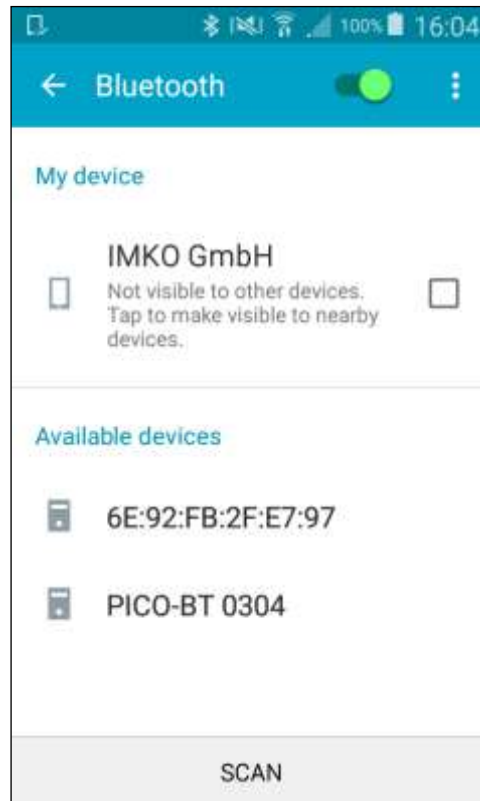 100% 16:04
Bluetooth
My device
IMKO GmbH
Not visible to other devices.
Tap to make visible to nearby
devices.
Available devices
6E:92:FB:2F:E7:97
PICO-BT 0304
SCAN